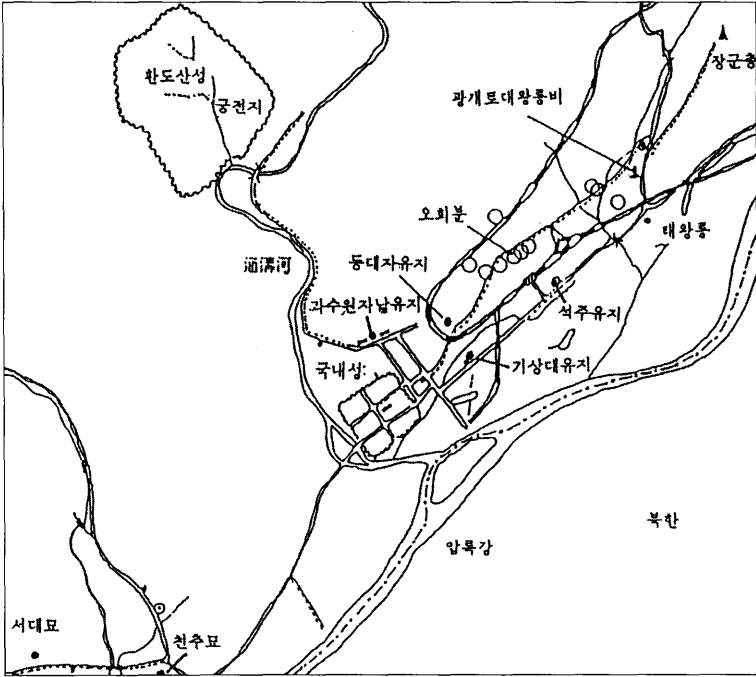 장군총
환도산성
궁전지
광개토대왕릉비
오회분
태왕릉
通溝河
동대자유지
과수원자남유지
석주유지
국내성
기상대유지
북한
압록강
서대묘
천추묘